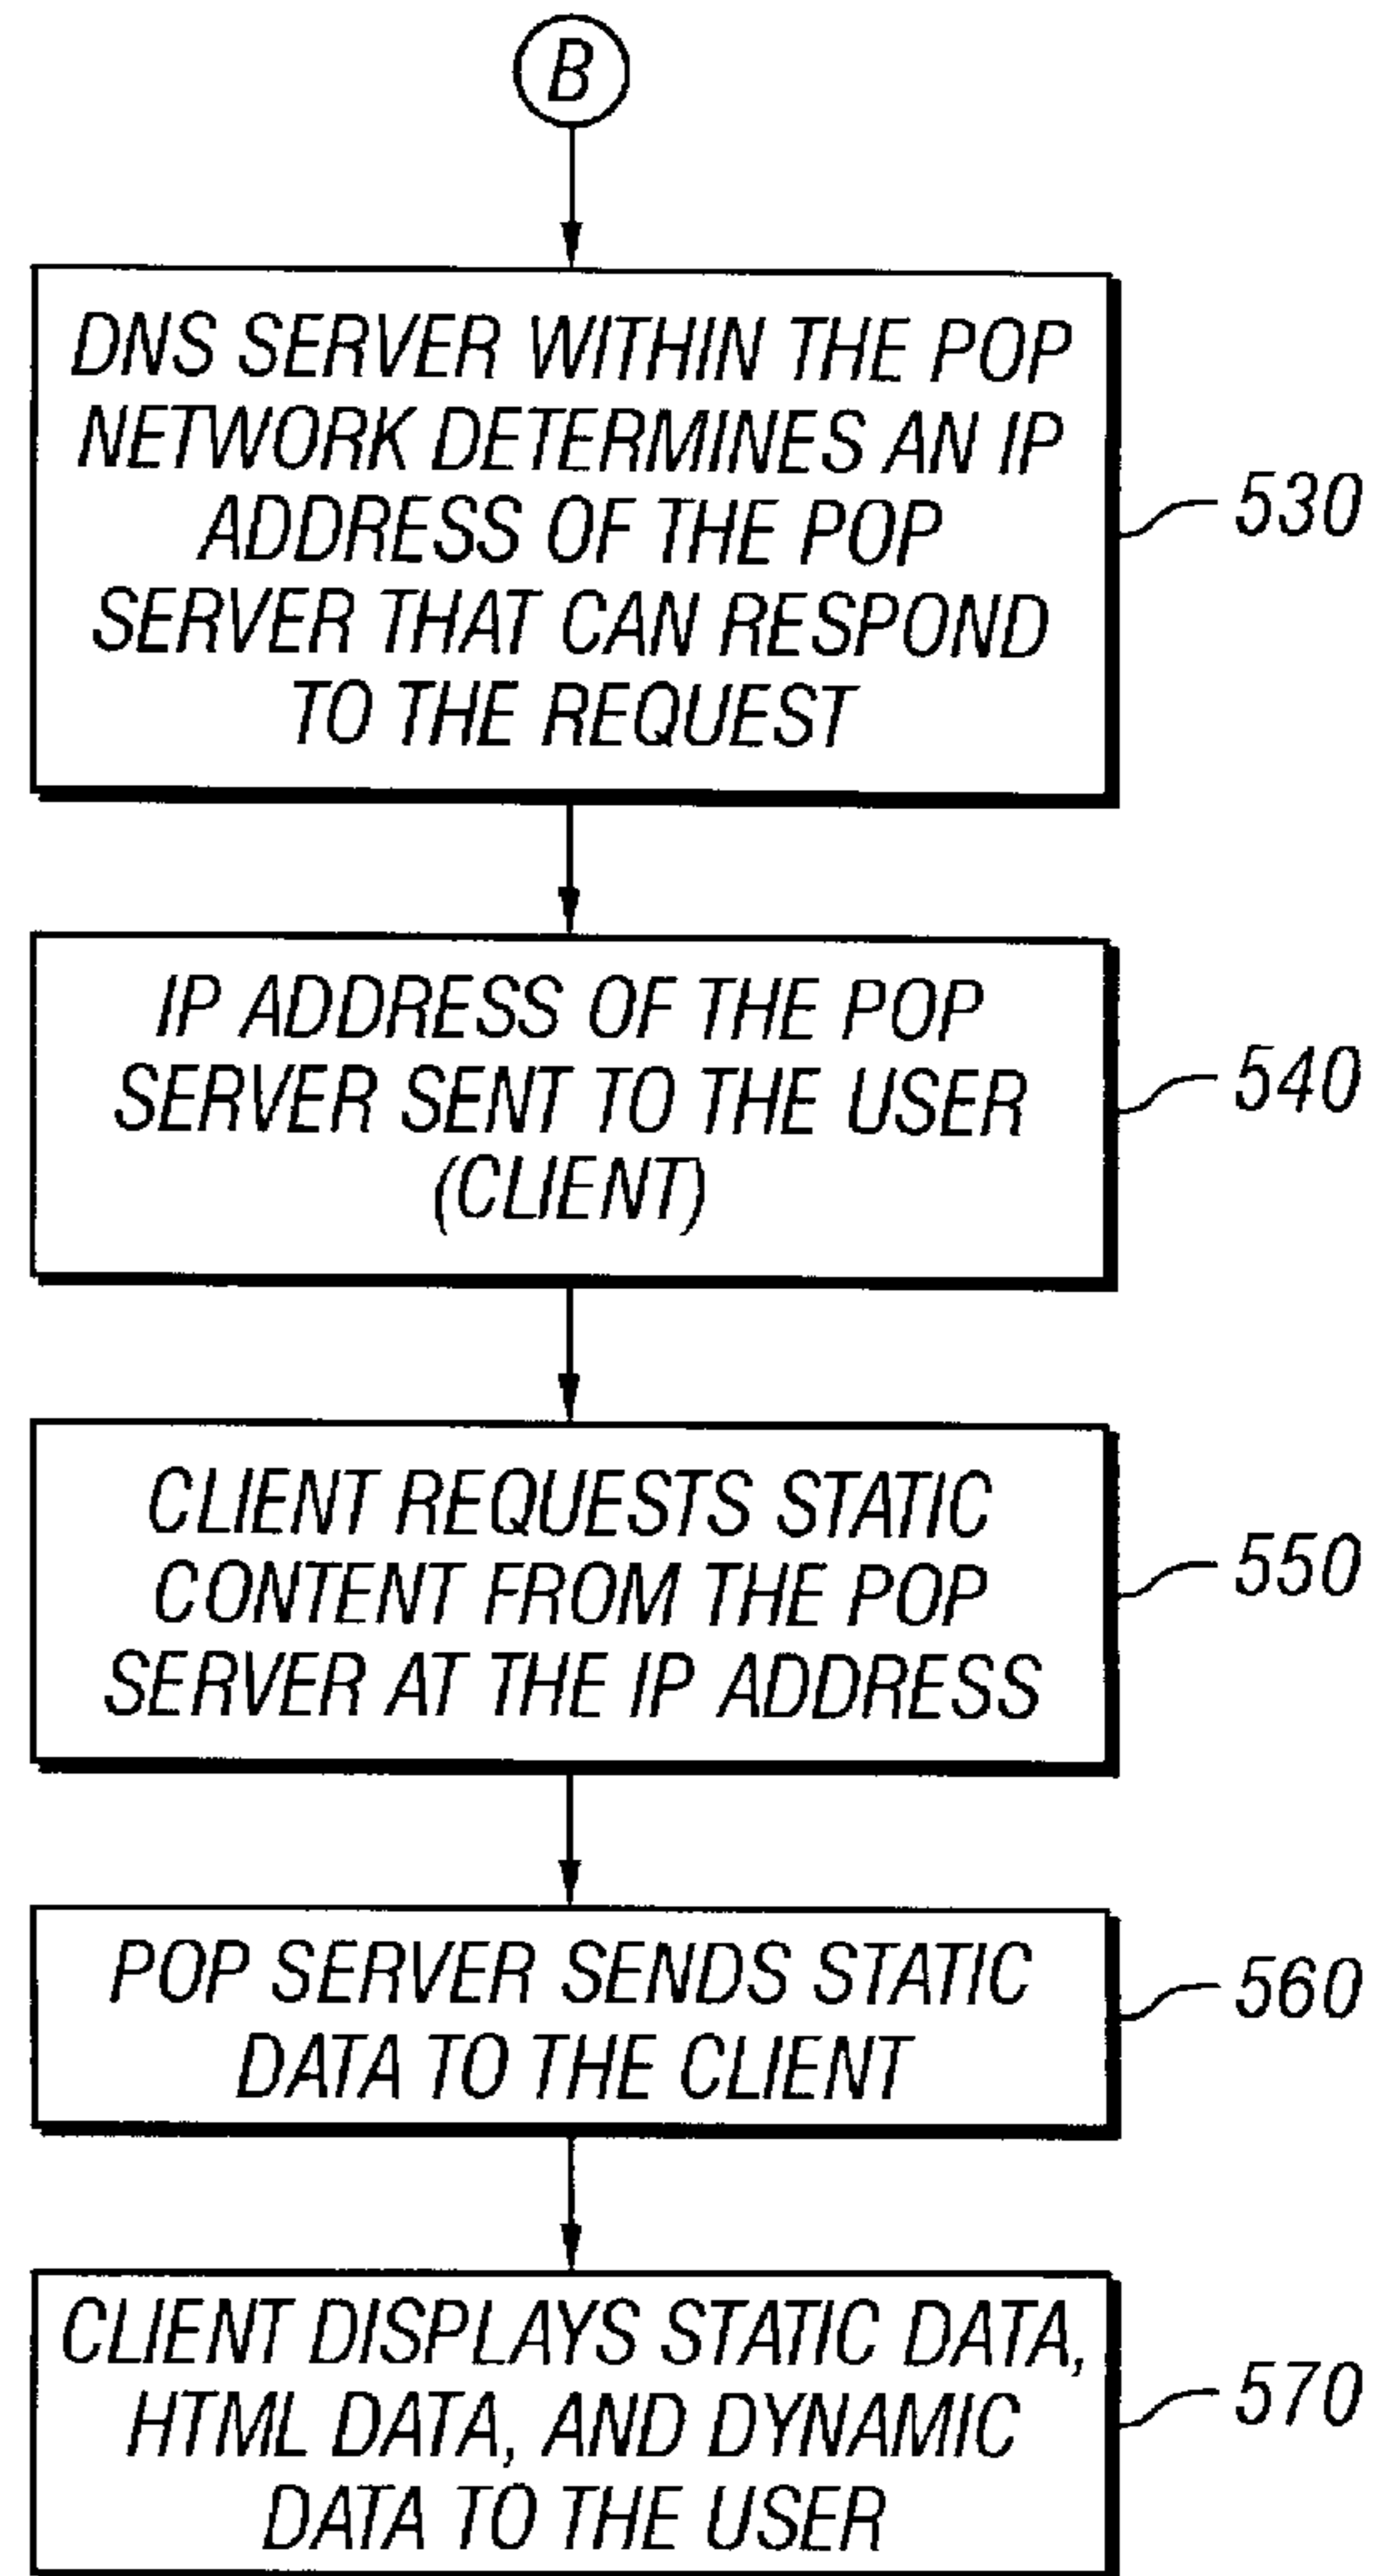 B
DNS SERVER WITHIN THE POP
NETWORK DETERMINES AN IP
ADDRESS OF THE POP
SERVER THAT CAN RESPOND
TO THE REQUEST
530
IP ADDRESS OF THE POP
SERVER SENT TO THE USER
(CLIENT)
540
CLIENT REQUESTS STATIC
CONTENT FROM THE POP
SERVER AT THE IP ADDRESS
550
POP SERVER SENDS STATIC
DATA TO THE CLIENT
560
CLIENT DISPLAYS STATIC DATA,
HTML DATA, AND DYNAMIC
DATA TO THE USER
570